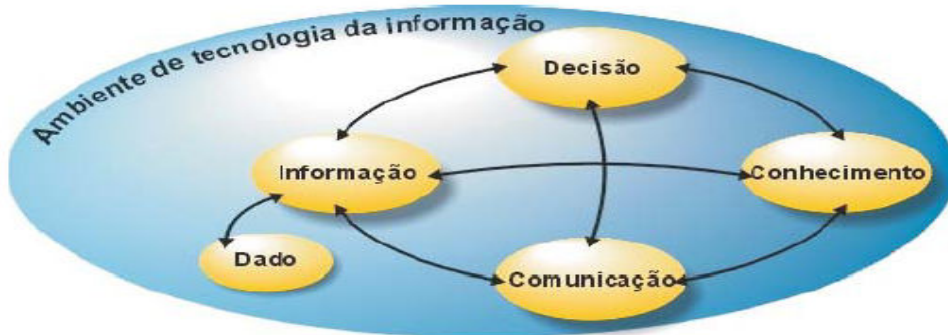 Ambiente de tecnologia da informação
Decisão
Informação
Conhecimento
Dado
Comunicação